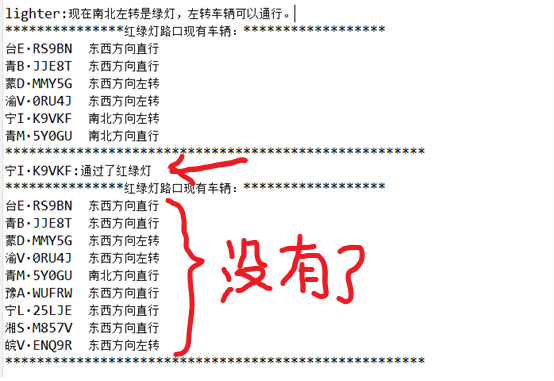 lighter:现在南北左转是绿灯，左转车辆可以通行。
***************红绿灯路口现有车辆：******************
台E·RS9BN  东西方向直行
青B·JJE8T  东西方向直行
蒙D·MMY5G  东西方向左转
渝V·0RU4J  东西方向左转
宁I·K9VKF  南北方向左转
青M·5Y0GU  南北方向直行
*****************************************************
宁I·K9VKF:通过了红绿灯
***************红绿灯路口现有车辆：******************
台E·RS9BN  东西方向直行
青B·JJE8T  东西方向直行
蒙D·MMY5G  东西方向左转
渝V·0RU4J  东西方向左转
青M·5Y0GU  南北方向直行
豫A·WUFRW  东西方向直行
宁L·25LJE  东西方向直行
湘S·M857V  东西方向直行
皖V·ENQ9R  东西方向左转
*****************************************************
没有了